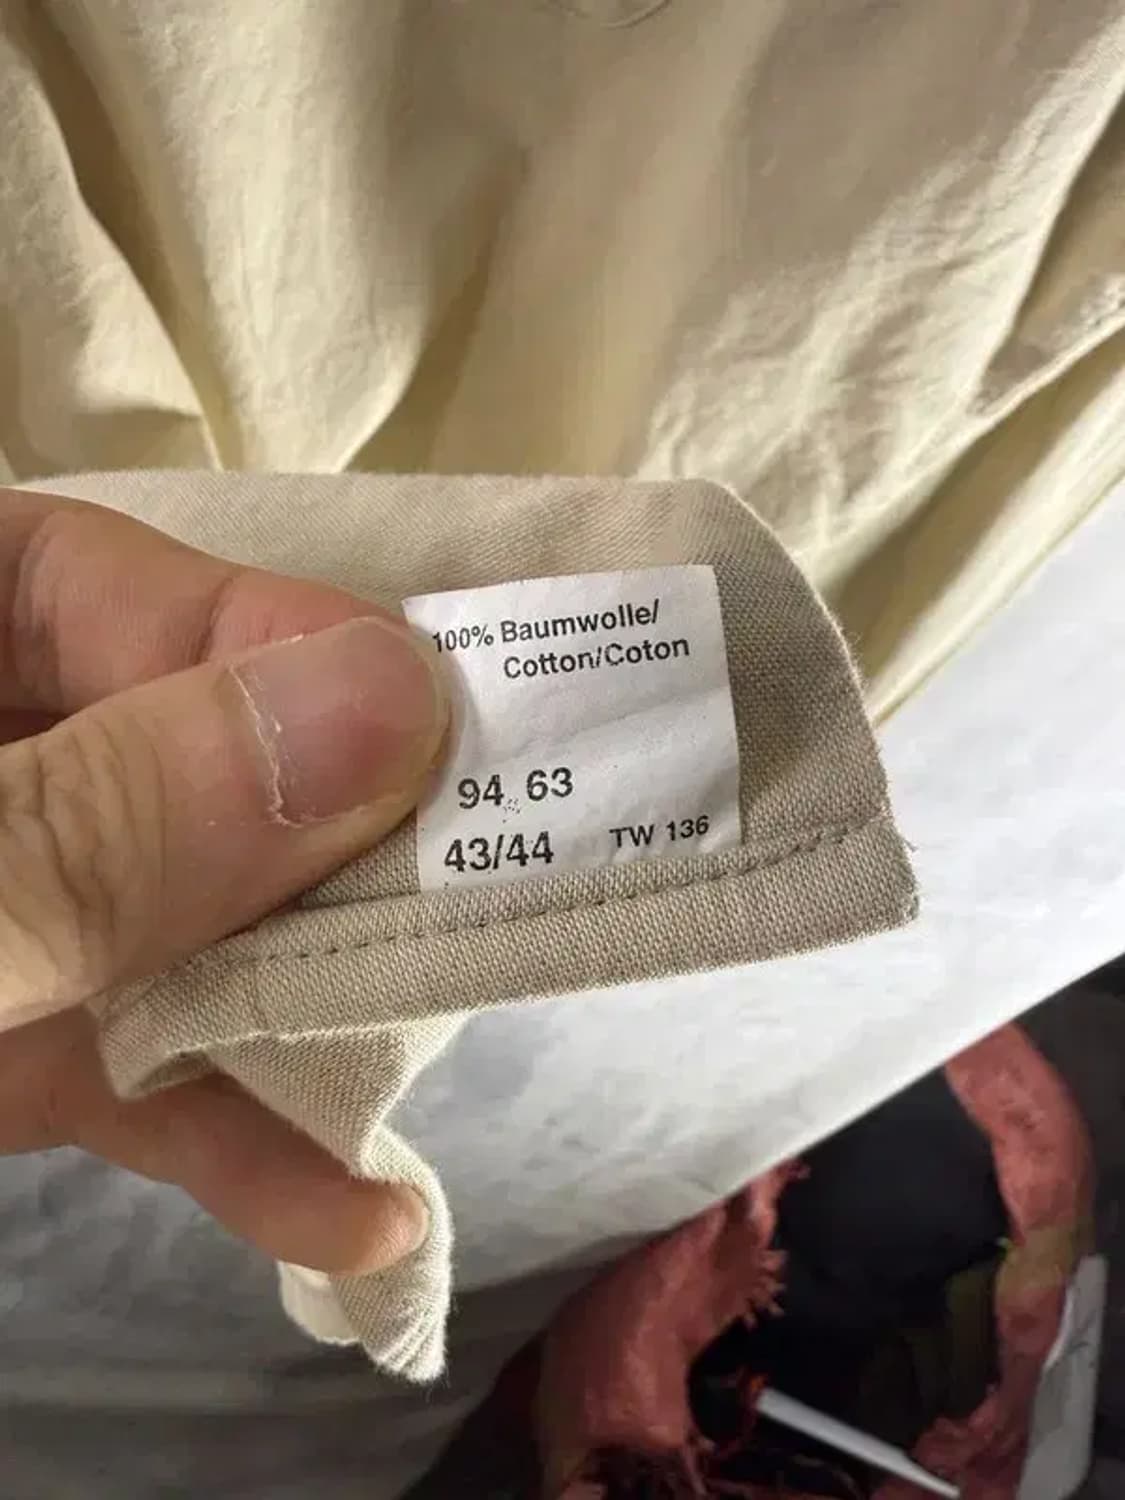 100% Baumwolle/
Cotton/Coton
94 63
43/44 TW 136